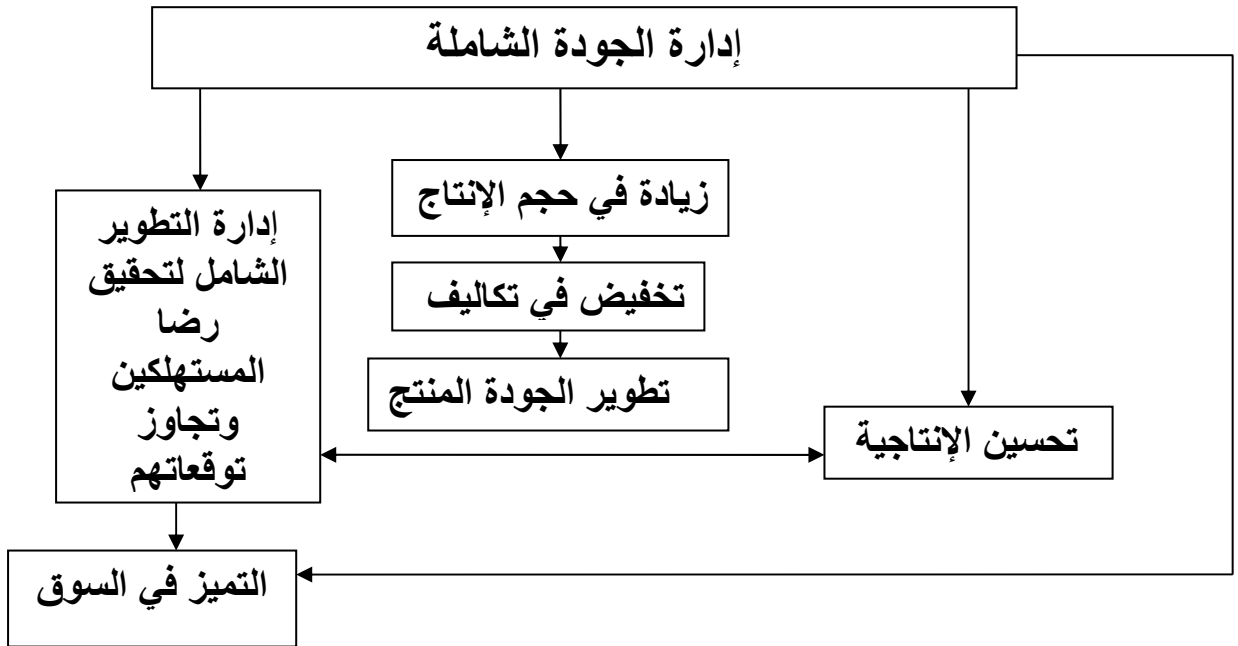 إدارة الجودة الشاملة
زيادة في حجم الإنتاج
تخفيض في تكاليف
تطوير الجودة المنتج
تحسين الإنتاجية
إدارة التطوير
الشامل لتحقيق
رضا
المستهلكين
وتجاوز
توقعاتهم
التميز في السوق